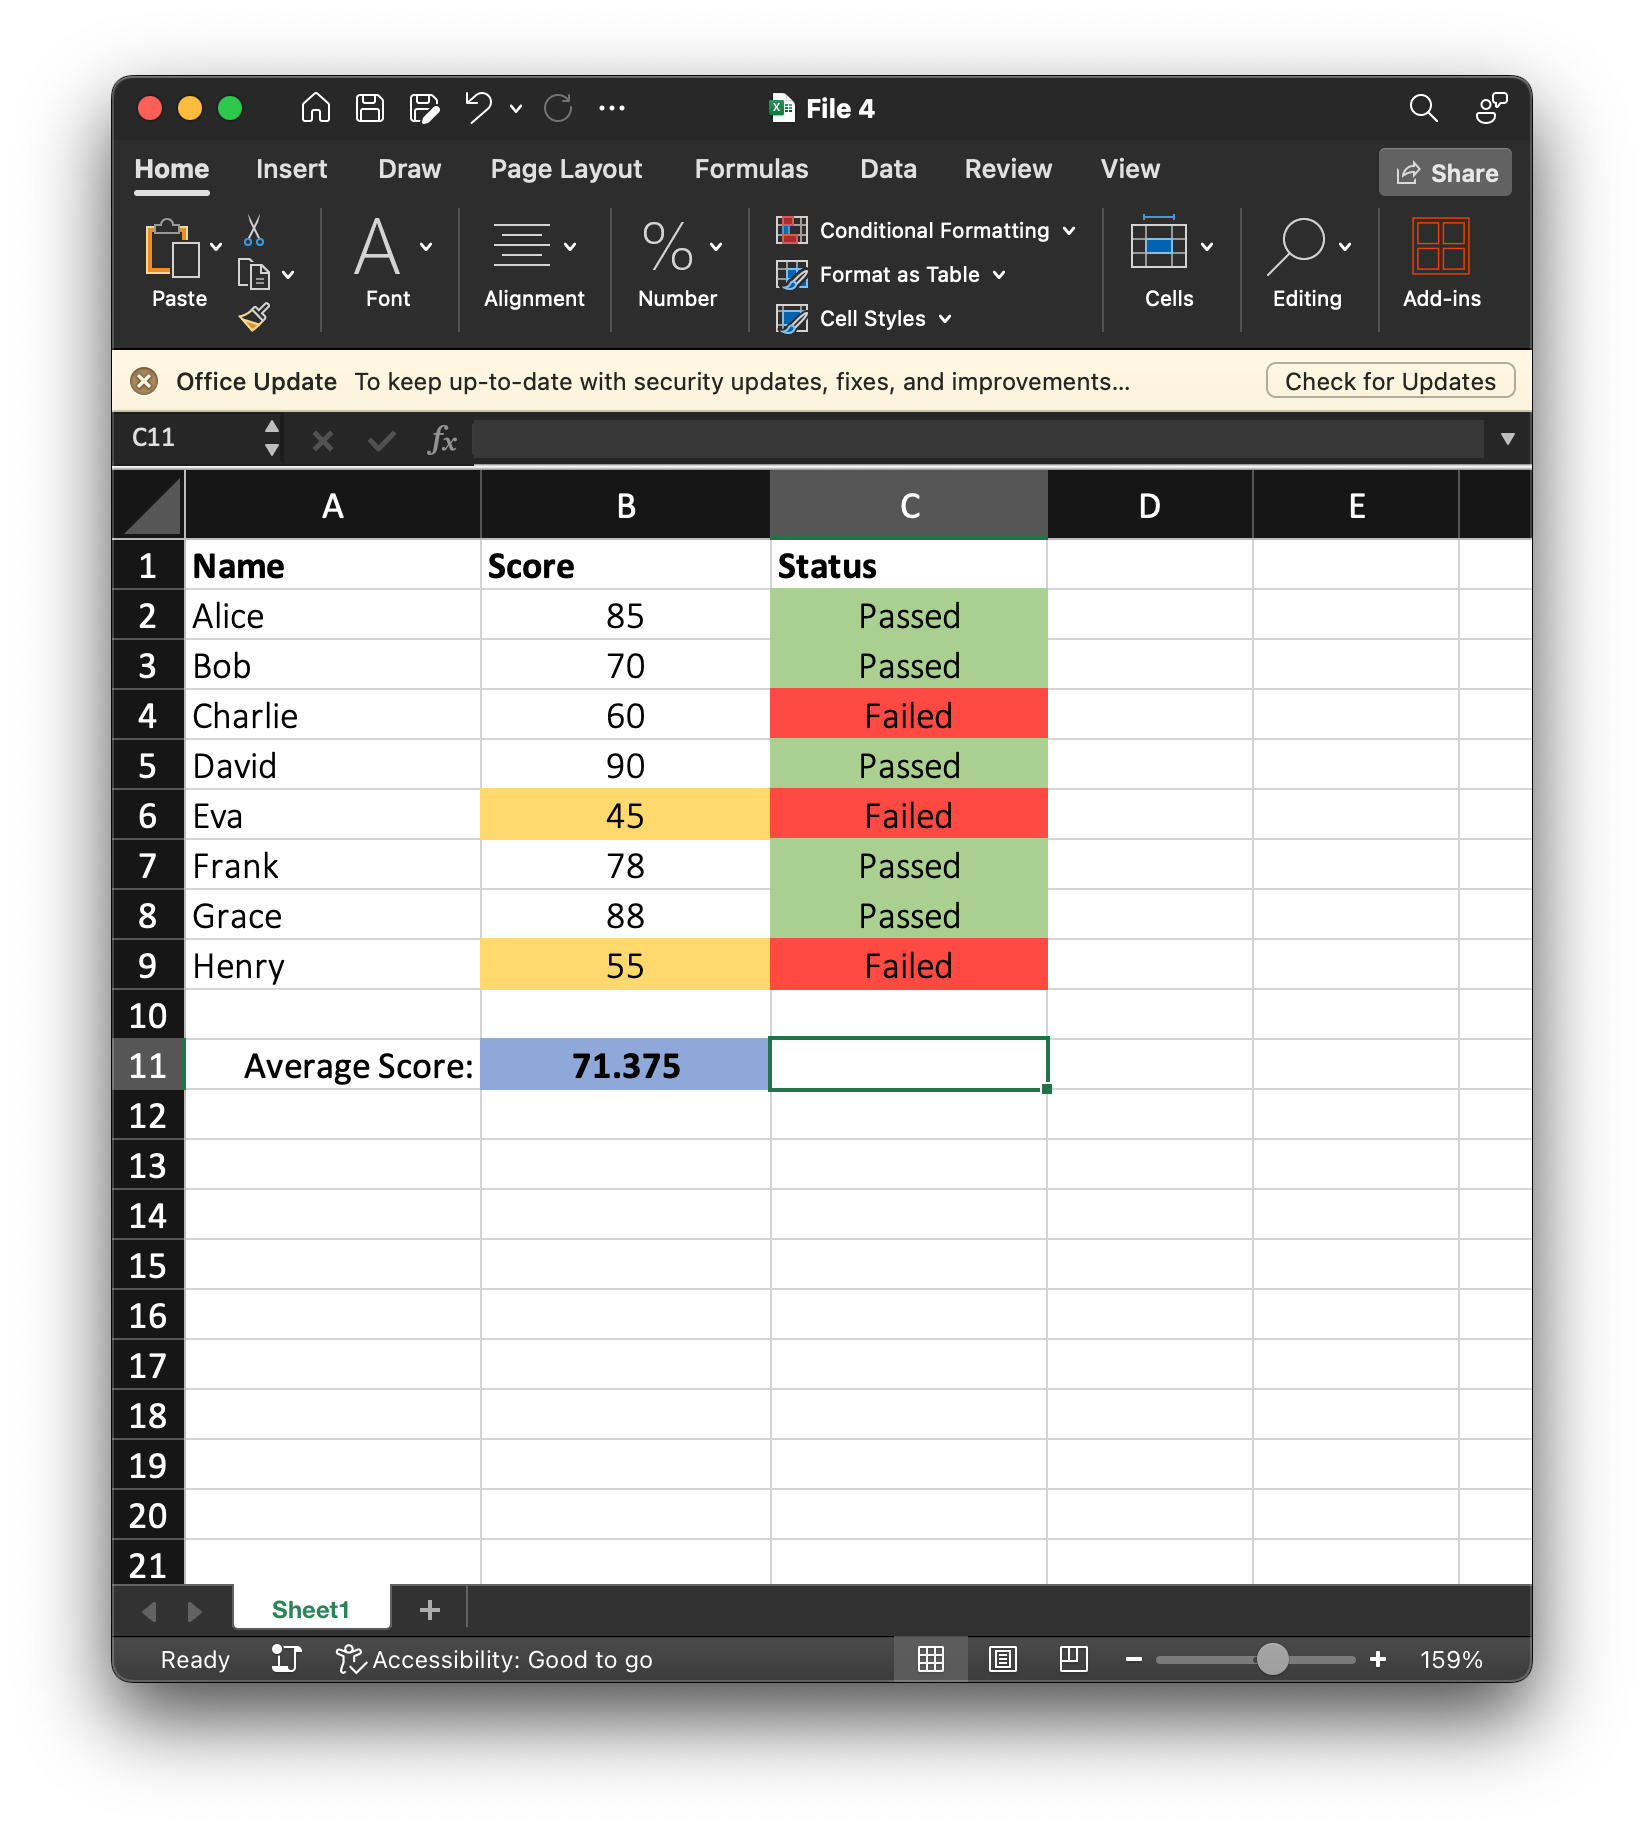 File 4
Home Insert Draw Page Layout Formulas Data Review View Share
Paste Font Alignment Number Conditional Formatting Format as Table Cell Styles Cells Editing Add-ins
Office Update To keep up-to-date with security updates, fixes, and improvements... Check for Updates
C11 fx
A B C D E
1 Name Score Status
2 Alice 85 Passed
3 Bob 70 Passed
4 Charlie 60 Failed
5 David 90 Passed
6 Eva 45 Failed
7 Frank 78 Passed
8 Grace 88 Passed
9 Henry 55 Failed
10
11 Average Score: 71.375
12
13
14
15
16
17
18
19
20
21
Sheet1 +
Ready Accessibility: Good to go 159%